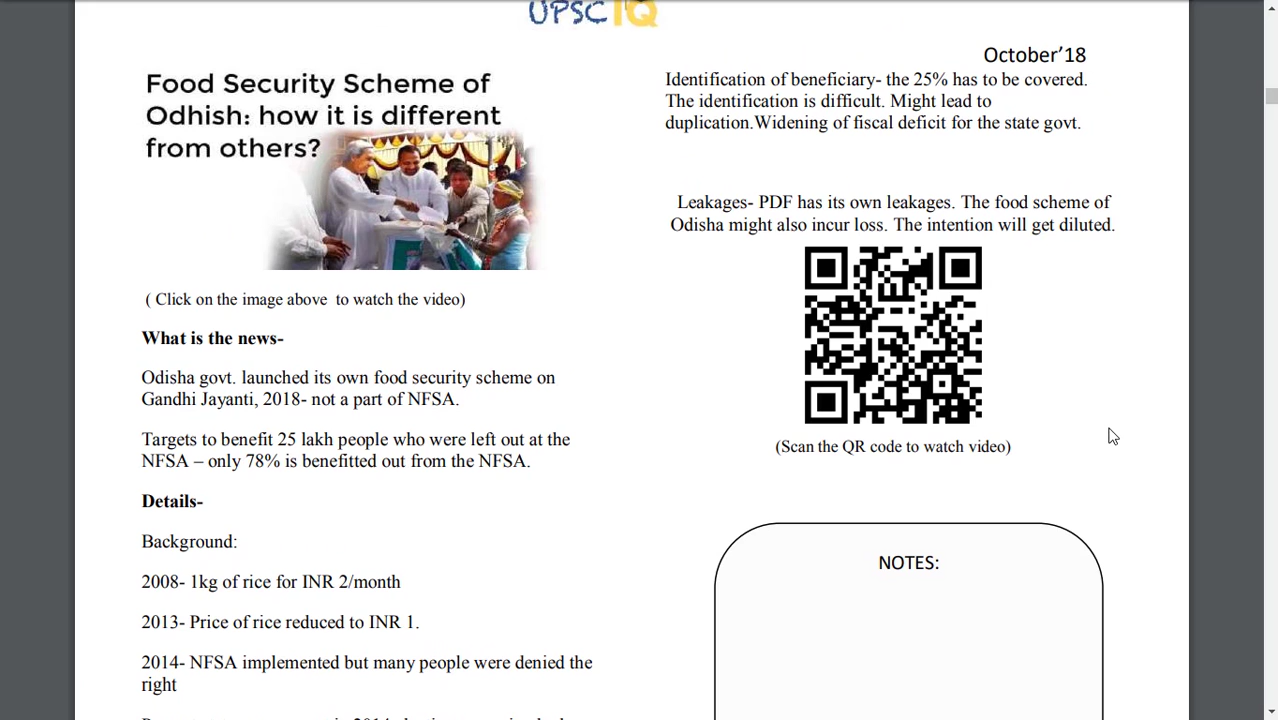 UPSC IQ
October’18
Food Security Scheme of
Odhish: how it is different
from others?
( Click on the image above  to watch the video)
What is the news-
Odisha govt. launched its own food security scheme on
Gandhi Jayanti, 2018- not a part of NFSA.
Targets to benefit 25 lakh people who were left out at the
NFSA – only 78% is benefitted out from the NFSA.
Details-
Background:
2008- 1kg of rice for INR 2/month
2013- Price of rice reduced to INR 1.
2014- NFSA implemented but many people were denied the
right
Identification of beneficiary- the 25% has to be covered.
The identification is difficult. Might lead to
duplication.Widening of fiscal deficit for the state govt.
Leakages- PDF has its own leakages. The food scheme of
Odisha might also incur loss. The intention will get diluted.
(Scan the QR code to watch video)
NOTES: